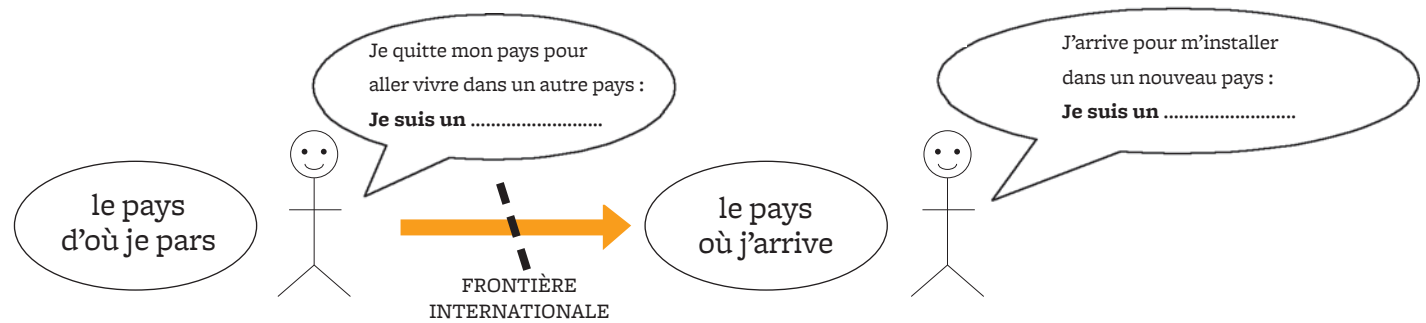 Je quitte mon pays pour
aller vivre dans un autre pays :
Je suis un ..........................
J’arrive pour m’installer
dans un nouveau pays :
Je suis un ..........................
le pays
d’où je pars
le pays
où j’arrive
FRONTIÈRE
INTERNATIONALE